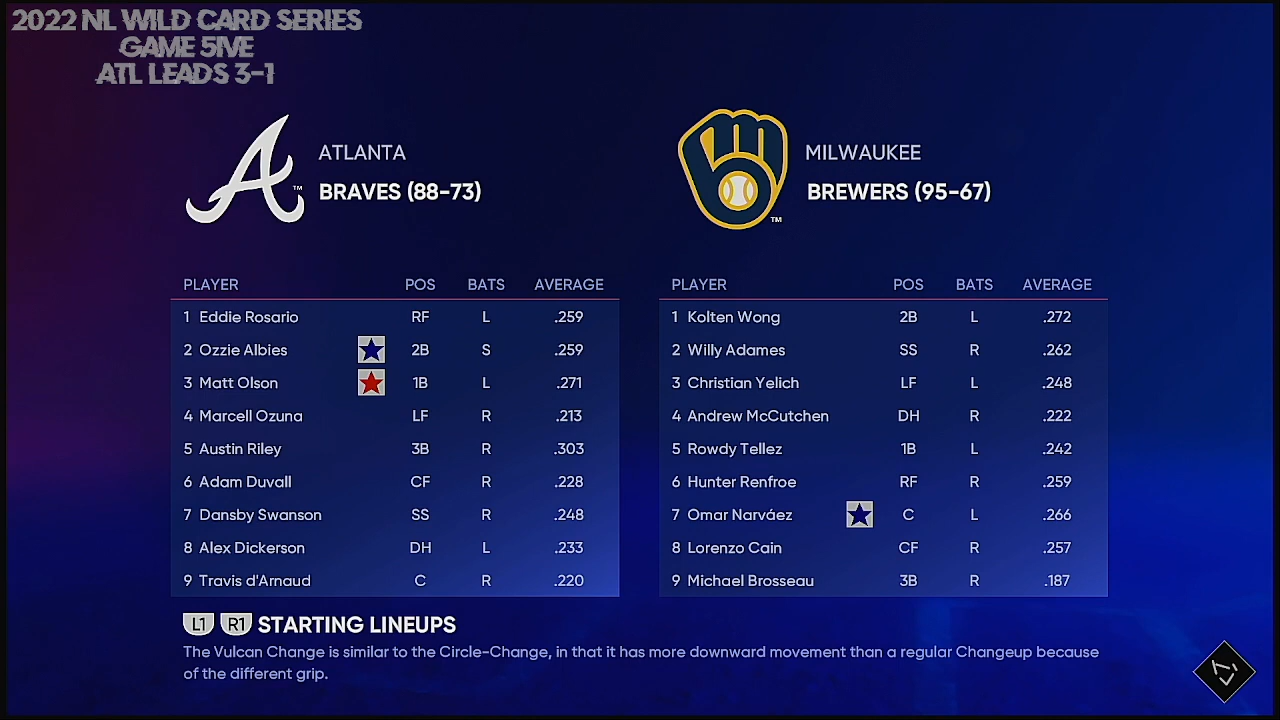 2022 NL WILD CARD SERIES
GAME 5IVE
ATL LEADS 3-1
ATLANTA
BRAVES (88-73)
MILWAUKEE
BREWERS (95-67)
TM
TM
PLAYER POS BATS AVERAGE
1 Eddie Rosario RF L .259
2 Ozzie Albies 2B S .259
3 Matt Olson 1B L .271
4 Marcell Ozuna LF R .213
5 Austin Riley 3B R .303
6 Adam Duvall CF R .228
7 Dansby Swanson SS R .248
8 Alex Dickerson DH L .233
9 Travis d'Arnaud C R .220
PLAYER POS BATS AVERAGE
1 Kolten Wong 2B L .272
2 Willy Adames SS R .262
3 Christian Yelich LF L .248
4 Andrew McCutchen DH R .222
5 Rowdy Tellez 1B L .242
6 Hunter Renfroe RF R .259
7 Omar Narváez C L .266
8 Lorenzo Cain CF R .257
9 Michael Brosseau 3B R .187
L1 R1 STARTING LINEUPS
The Vulcan Change is similar to the Circle-Change, in that it has more downward movement than a regular Changeup because
of the different grip.